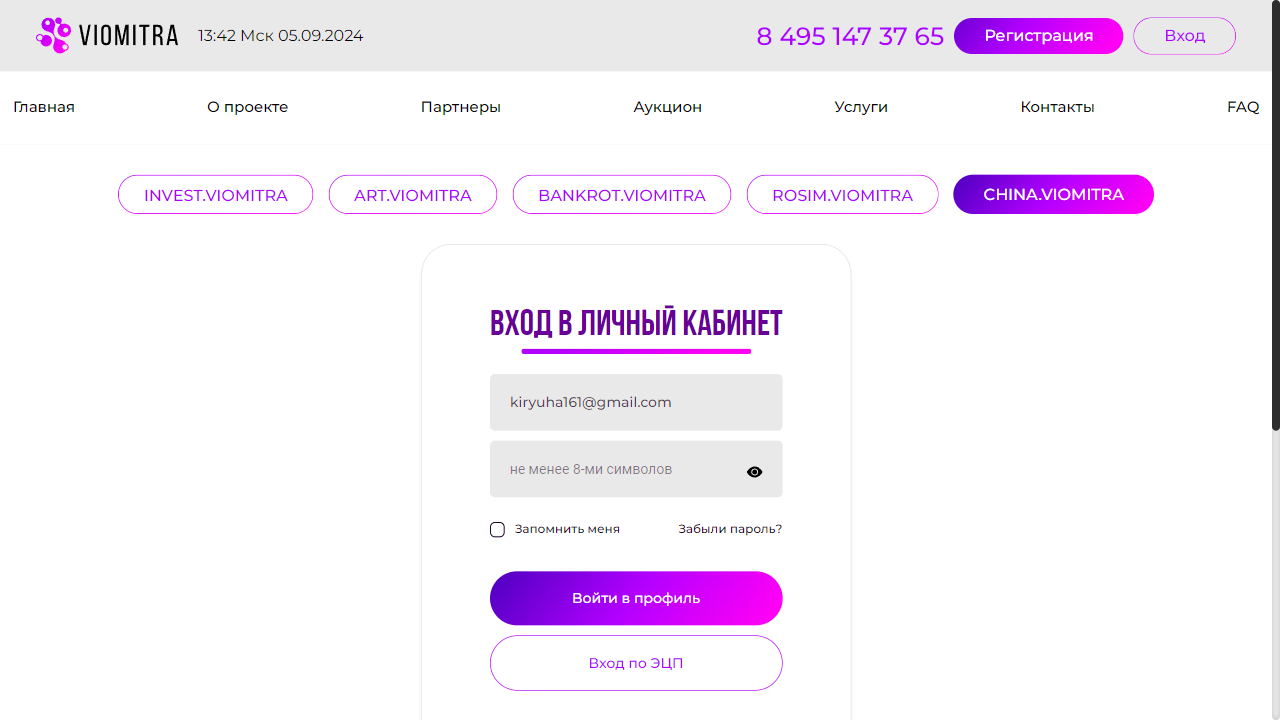 VIOMITRA 13:42 Мск 05.09.2024 8 495 147 37 65 Регистрация Вход
Главная О проекте Партнеры Аукцион Услуги Контакты FAQ
INVEST.VIOMITRA ART.VIOMITRA BANKROT.VIOMITRA ROSIM.VIOMITRA CHINA.VIOMITRA
ВХОД В ЛИЧНЫЙ КАБИНЕТ
kiryuha161@gmail.com
не менее 8-ми символов
Запомнить меня Забыли пароль?
Войти в профиль
Вход по ЭЦП